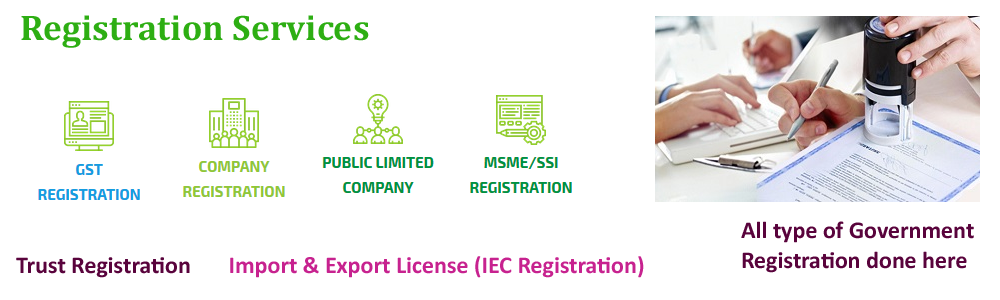 Registration Services
GST
REGISTRATION
COMPANY
REGISTRATION
PUBLIC LIMITED
COMPANY
MSME/SSI
REGISTRATION
Trust Registration
Import & Export License (IEC Registration)
All type of Government
Registration done here